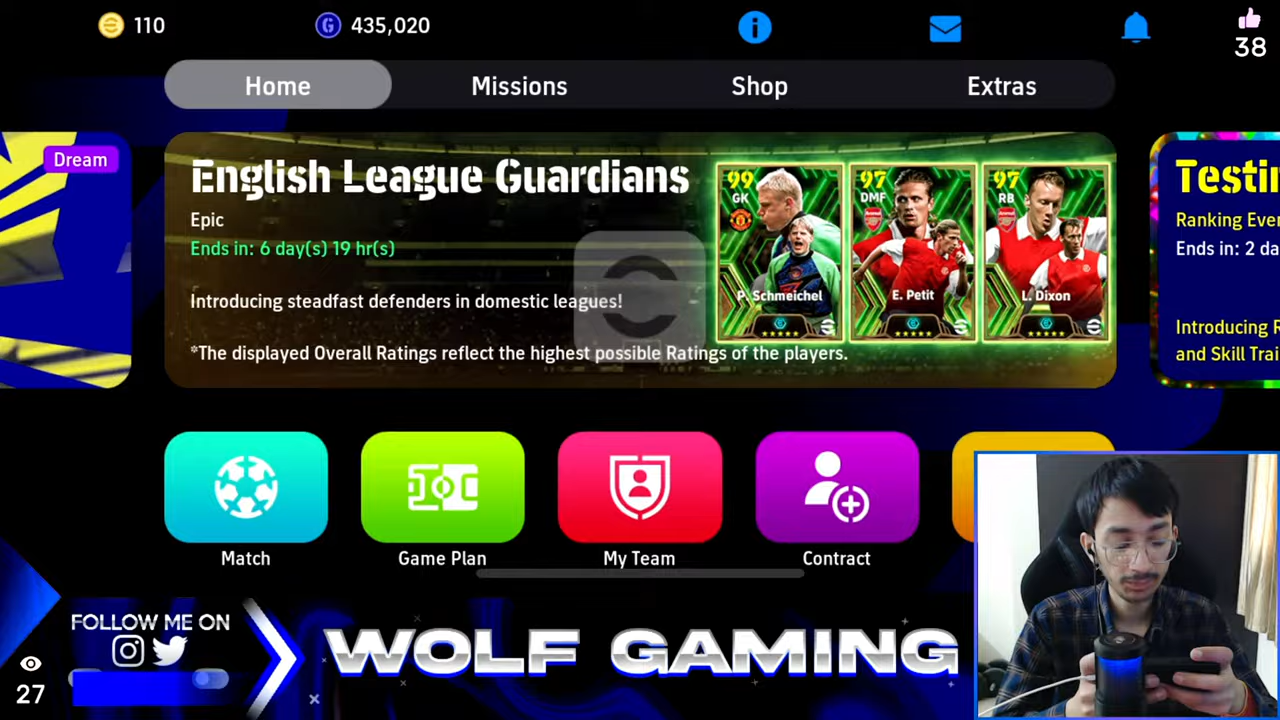 110
435,020
38
Home
Missions
Shop
Extras
Dream
English League Guardians
Epic
Ends in: 6 day(s) 19 hr(s)
Introducing steadfast defenders in domestic leagues!
*The displayed Overall Ratings reflect the highest possible Ratings of the players.
99
GK
P. Schmeichel
97
DMF
E. Petit
97
RB
L. Dixon
Ranking Eve
Ends in: 2 da
Introducing R
and Skill Trai
Match
Game Plan
My Team
Contract
FOLLOW ME ON
WOLF GAMING
27